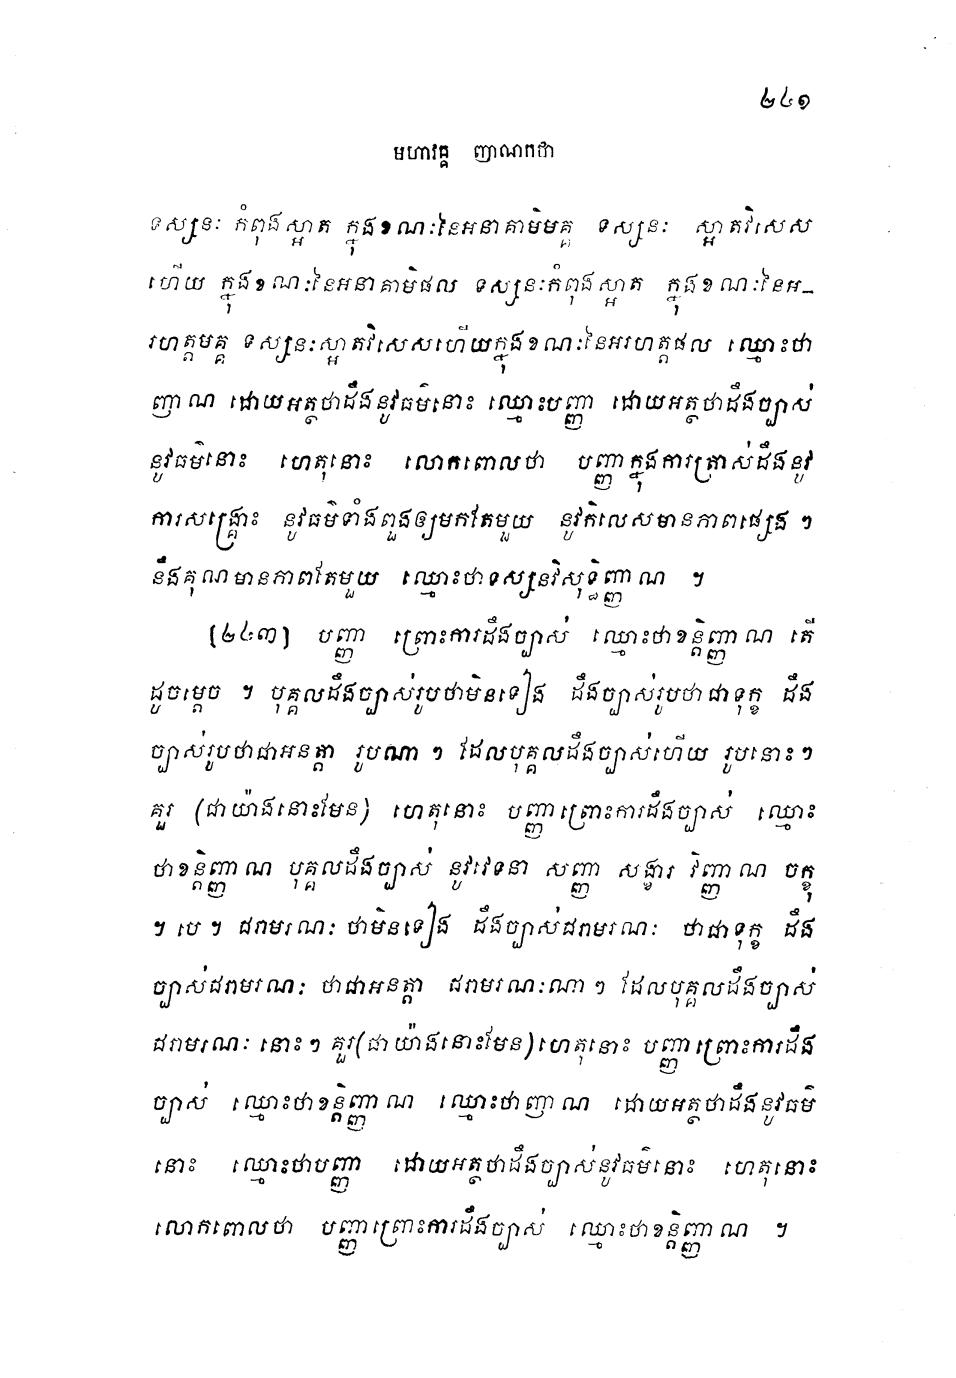 ២៤១
មហាវគ្គ ញាណកថា
ទស្សនៈ កំពុងស្អាត ក្នុងខណៈនៃអនាគាមិមគ្គ ទស្សនៈ ស្អាតវិសេស
ហើយ ក្នុងខណៈនៃអនាគាមិផល ទស្សនៈកំពុងស្អាត ក្នុងខណៈនៃអ-
រហត្តមគ្គ ទស្សនៈស្អាតវិសេសហើយក្នុងខណៈនៃអរហត្តផល ឈ្មោះថា
ញាណ ដោយអត្ថថាដឹងនូវធម៌នោះ ឈ្មោះបញ្ញា ដោយអត្ថថាដឹងច្បាស់
នូវធម៌នោះ ហេតុនោះ លោកពោលថា បញ្ញាក្នុងការត្រាស់ដឹងនូវ
ការសង្គ្រោះ នូវធម៌ទាំងពួងឲ្យមកតែមួយ នូវកិលេសមានភាពផ្សេង ៗ
នឹងគុណមានភាពតែមួយ ឈ្មោះថាទស្សនវិសុទ្ធិញ្ញាណ ។
(២៤៣) បញ្ញា ព្រោះការដឹងច្បាស់ ឈ្មោះថាខន្តិញ្ញាណ តើ
ដូចម្តេច ។ បុគ្គលដឹងច្បាស់រូបថាមិនទៀង ដឹងច្បាស់រូបថាជាទុក្ខ ដឹង
ច្បាស់រូបថាជាអនត្តា រូបណា ៗ ដែលបុគ្គលដឹងច្បាស់ហើយ រូបនោះ ៗ
គួរ (ជាយ៉ាងនោះមែន) ហេតុនោះ បញ្ញាព្រោះការដឹងច្បាស់ ឈ្មោះ
ថាខន្តិញ្ញាណ បុគ្គលដឹងច្បាស់ នូវវេទនា សញ្ញា សង្ខារ វិញ្ញាណ ចក្ខុ
។ បេ ។ ជរាមរណៈ ថាមិនទៀង ដឹងច្បាស់ជរាមរណៈ ថាជាទុក្ខ ដឹង
ច្បាស់ជរាមរណៈ ថាជាអនត្តា ជរាមរណៈណា ៗ ដែលបុគ្គលដឹងច្បាស់
ជរាមរណៈ នោះ ៗ គួរ(ជាយ៉ាងនោះមែន) ហេតុនោះ បញ្ញាព្រោះការដឹង
ច្បាស់ ឈ្មោះថាខន្តិញ្ញាណ ឈ្មោះថាញាណ ដោយអត្ថថាដឹងនូវធម៌
នោះ ឈ្មោះថាបញ្ញា ដោយអត្ថថាដឹងច្បាស់នូវធម៌នោះ ហេតុនោះ
លោកពោលថា បញ្ញាព្រោះការដឹងច្បាស់ ឈ្មោះថាខន្តិញ្ញាណ ។